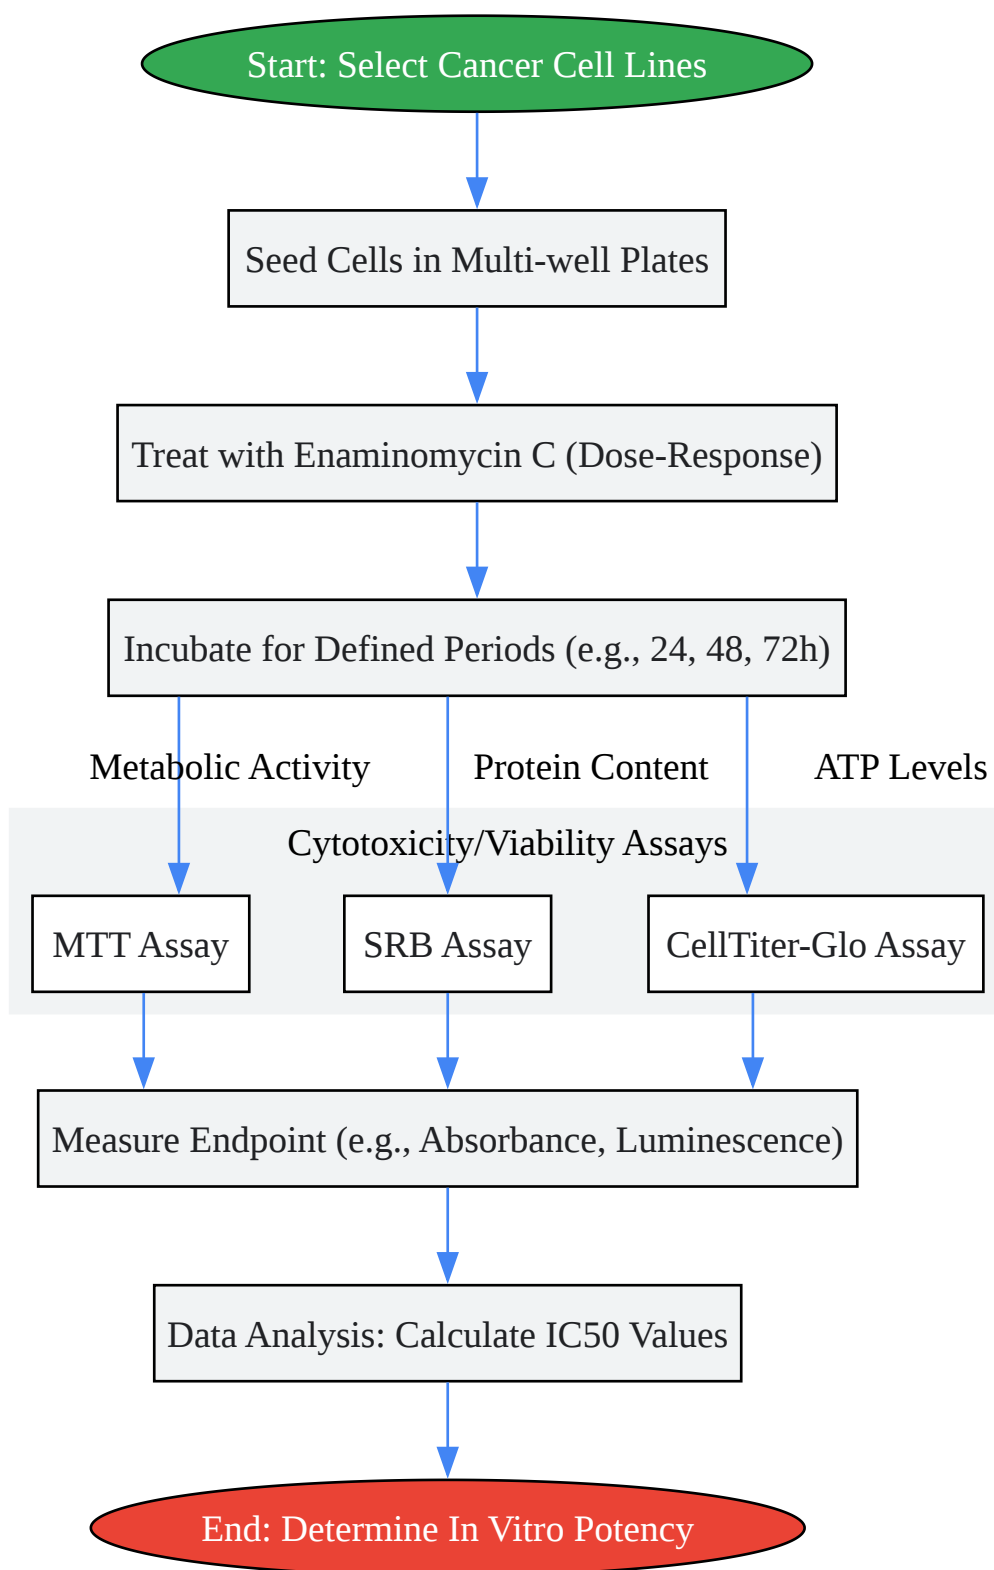 Start: Select Cancer Cell Lines
Seed Cells in Multi-well Plates
Treat with Enaminomycin C (Dose-Response)
Incubate for Defined Periods (e.g., 24, 48, 72h)
Metabolic Activity
Protein Content
ATP Levels
Cytotoxicity/Viability Assays
MTT Assay
SRB Assay
CellTiter-Glo Assay
Measure Endpoint (e.g., Absorbance, Luminescence)
Data Analysis: Calculate IC50 Values
End: Determine In Vitro Potency